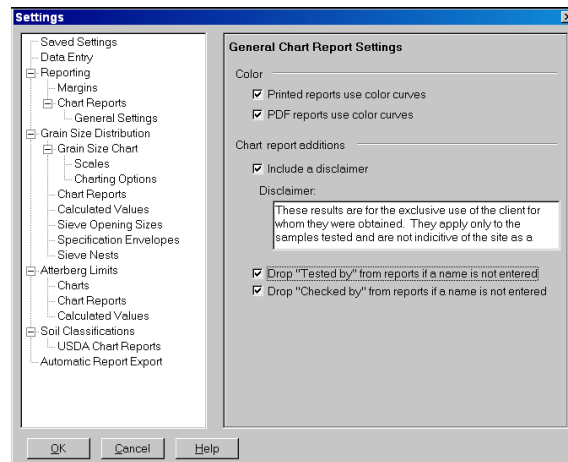 Settings
Saved Settings
Data Entry
Reporting
Margins
Chart Reports
General Settings
Grain Size Distribution
Grain Size Chart
Scales
Charting Options
Chart Reports
Calculated Values
Sieve Opening Sizes
Specification Envelopes
Sieve Nests
Atterberg Limits
Charts
Chart Reports
Calculated Values
Soil Classifications
USDA Chart Reports
Automatic Report Export
General Chart Report Settings
Color
Printed reports use color curves
PDF reports use color curves
Chart report additions
Include a disclaimer
Disclaimer:
These results are for the exclusive use of the client for
whom they were obtained. They apply only to the
samples tested and are not indicitive of the site as a
Drop "Tested by" from reports if a name is not entered
Drop "Checked by" from reports if a name is not entered
OK Cancel Help